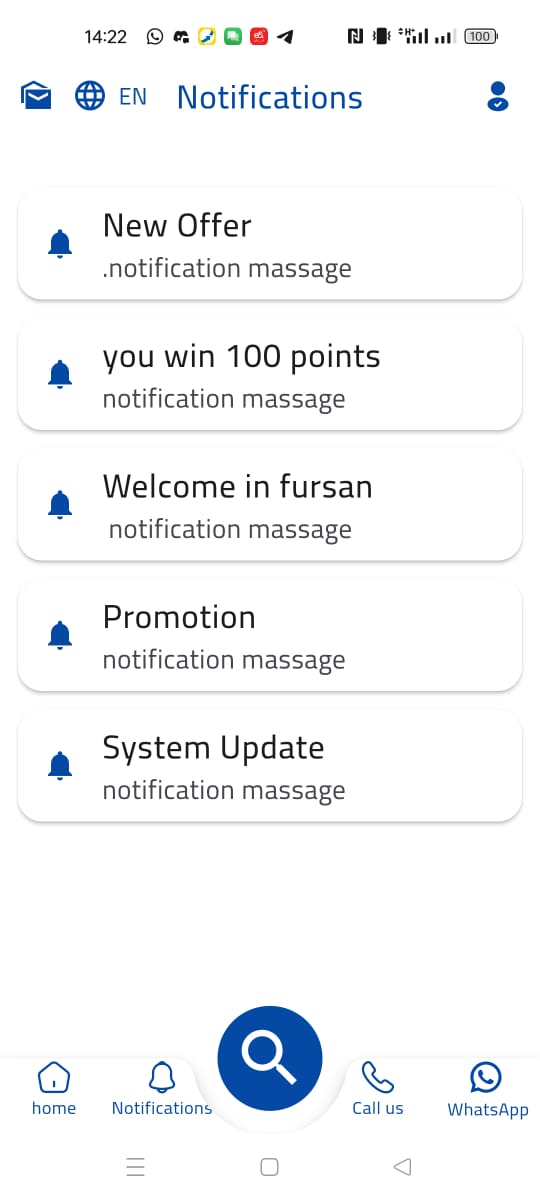 14:22
100
EN Notifications
New Offer
.notification massage
you win 100 points
notification massage
Welcome in fursan
notification massage
Promotion
notification massage
System Update
notification massage
home
Notifications
Call us
WhatsApp